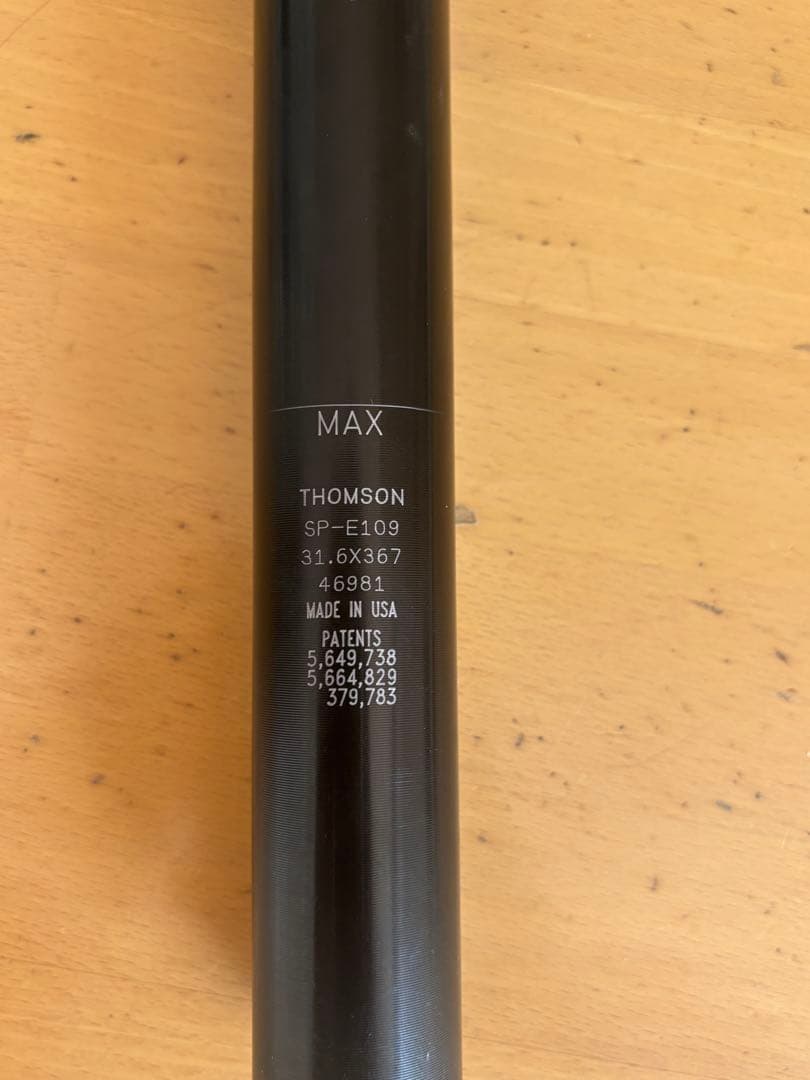 MAX
THOMSON
SP-E109
31.6X367
46981
MADE IN USA
PATENTS
5,649,738
5,664,829
379,783